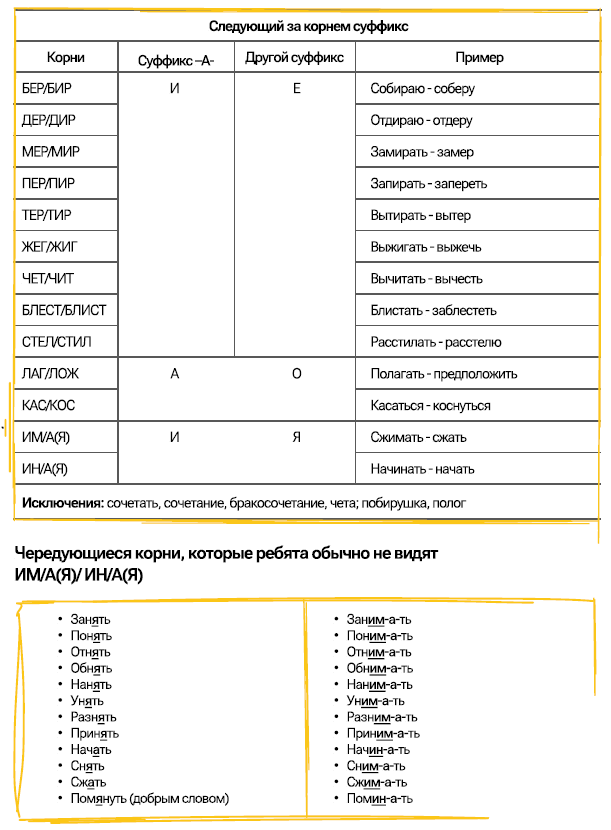 Следующий за корнем суффикс
Корни Суффикс –А- Другой суффикс Пример
БЕР/БИР И Е Собираю - соберу
ДЕР/ДИР Отдираю - отдеру
МЕР/МИР Замирать - замер
ПЕР/ПИР Запирать - запереть
ТЕР/ТИР Вытирать - вытер
ЖЕГ/ЖИГ Выжигать - выжечь
ЧЕТ/ЧИТ Вычитать - вычесть
БЛЕСТ/БЛИСТ Блистать - заблестеть
СТЕЛ/СТИЛ Расстилать - расстелю
ЛАГ/ЛОЖ А О Полагать - предположить
КАС/КОС Касаться - коснуться
ИМ/А(Я) И Я Сжимать - сжать
ИН/А(Я) Начинать - начать
Исключения: сочетать, сочетание, бракосочетание, чета; побирушка, полог
Чередующиеся корни, которые ребята обычно не видят
ИМ/А(Я)/ ИН/А(Я)
• Занять • Заним-а-ть
• Понять • Поним-а-ть
• Отнять • Отним-а-ть
• Обнять • Обним-а-ть
• Нанять • Наним-а-ть
• Унять • Уним-а-ть
• Разнять • Разним-а-ть
• Принять • Приним-а-ть
• Начать • Начин-а-ть
• Снять • Сним-а-ть
• Сжать • Сжим-а-ть
• Помянуть (добрым словом) • Помин-а-ть